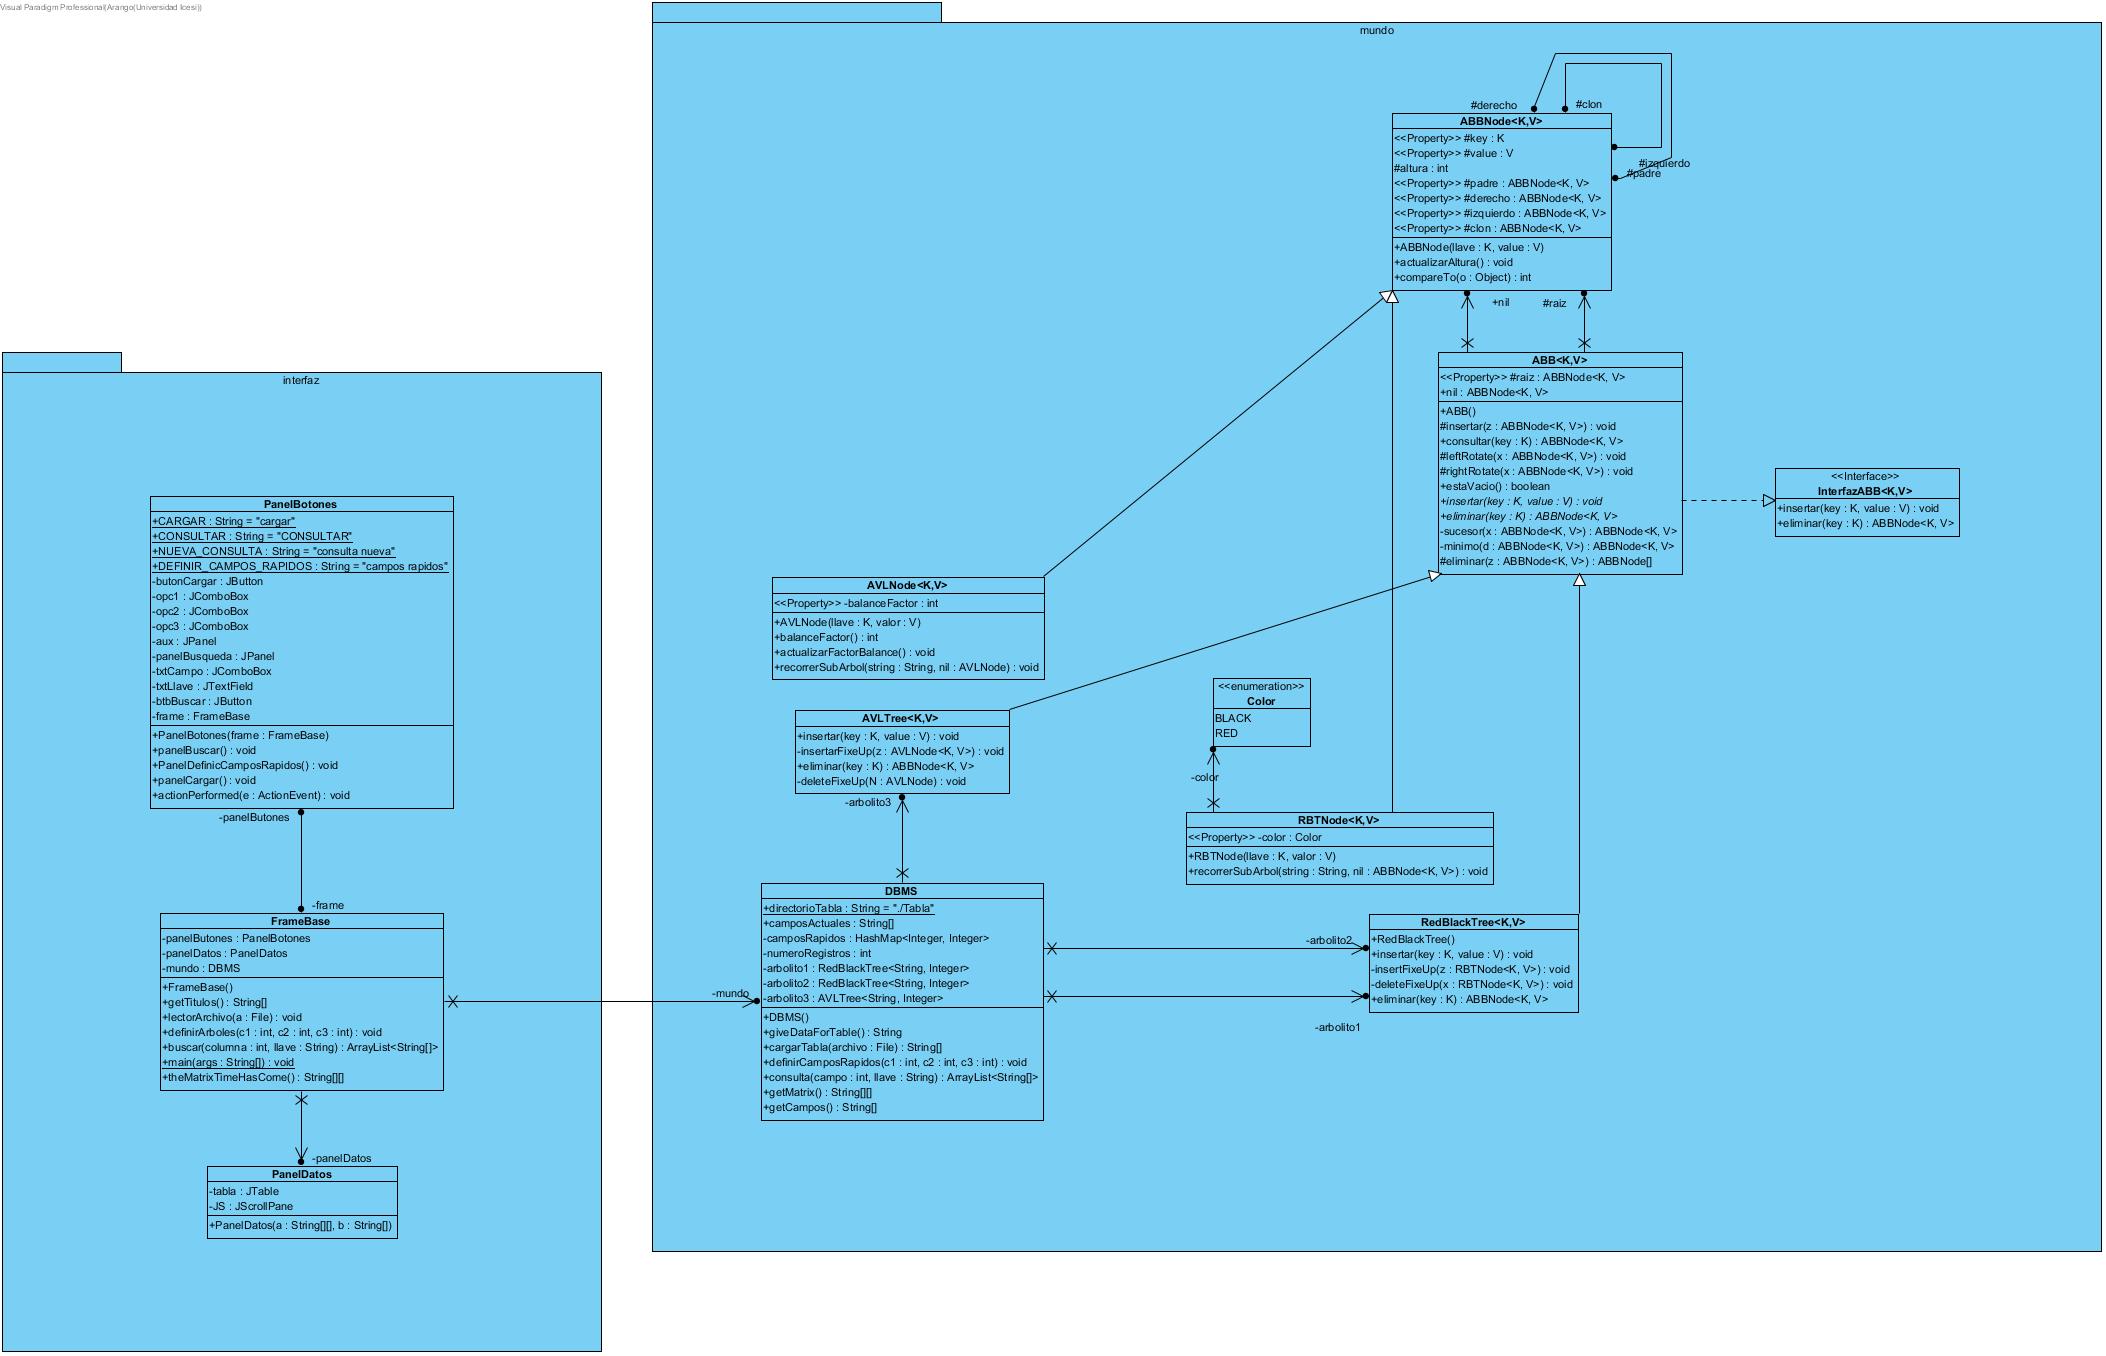 Visual Paradigm Professional(Arango(Universidad Icesi))
interfaz
PanelBotones
+CARGAR : String = "cargar"
+CONSULTAR : String = "CONSULTAR"
+NUEVA_CONSULTA : String = "consulta nueva"
+DEFINIR_CAMPOS_RAPIDOS : String = "campos rapidos"
-butonCargar : JButton
-opc1 : JComboBox
-opc2 : JComboBox
-opc3 : JComboBox
-aux : JPanel
-panelBusqueda : JPanel
-txtCampo : JComboBox
-txtLlave : JTextField
-btbBuscar : JButton
-frame : FrameBase
+PanelBotones(frame : FrameBase)
+panelBuscar() : void
+PanelDefinicCamposRapidos() : void
+panelCargar() : void
+actionPerformed(e : ActionEvent) : void
-panelButones
-frame
FrameBase
-panelButones : PanelBotones
-panelDatos : PanelDatos
-mundo : DBMS
+FrameBase()
+getTitulos() : String[]
+lectorArchivo(a : File) : void
+definirArboles(c1 : int, c2 : int, c3 : int) : void
+buscar(columna : int, llave : String) : ArrayList<String[]>
+main(args : String[]) : void
+theMatrixTimeHasCome() : String[][]
-panelDatos
PanelDatos
-tabla : JTable
-JS : JScrollPane
+PanelDatos(a : String[][], b : String[])
mundo
#derecho
#clon
ABBNode<K,V>
<<Property>> #key : K
<<Property>> #value : V
#altura : int
<<Property>> #padre : ABBNode<K, V>
<<Property>> #derecho : ABBNode<K, V>
<<Property>> #izquierdo : ABBNode<K, V>
<<Property>> #clon : ABBNode<K, V>
+ABBNode(llave : K, value : V)
+actualizarAltura() : void
+compareTo(o : Object) : int
#izquierdo
#padre
+nil
#raiz
ABB<K,V>
<<Property>> #raiz : ABBNode<K, V>
+nil : ABBNode<K, V>
+ABB()
#insertar(z : ABBNode<K, V>) : void
+consultar(key : K) : ABBNode<K, V>
#leftRotate(x : ABBNode<K, V>) : void
#rightRotate(x : ABBNode<K, V>) : void
+estaVacio() : boolean
+insertar(key : K, value : V) : void
+eliminar(key : K) : ABBNode<K, V>
-sucesor(x : ABBNode<K, V>) : ABBNode<K, V>
-minimo(d : ABBNode<K, V>) : ABBNode<K, V>
#eliminar(z : ABBNode<K, V>) : ABBNode[]
<<Interface>>
InterfazABB<K,V>
+insertar(key : K, value : V) : void
+eliminar(key : K) : ABBNode<K, V>
AVLNode<K,V>
<<Property>> -balanceFactor : int
+AVLNode(llave : K, valor : V)
+balanceFactor() : int
+actualizarFactorBalance() : void
+recorrerSubArbol(string : String, nil : AVLNode) : void
AVLTree<K,V>
+insertar(key : K, value : V) : void
-insertarFixeUp(z : AVLNode<K, V>) : void
+eliminar(key : K) : ABBNode<K, V>
-deleteFixeUp(N : AVLNode) : void
-arbolito3
<<enumeration>>
Color
BLACK
RED
-color
RBTNode<K,V>
<<Property>> -color : Color
+RBTNode(llave : K, valor : V)
+recorrerSubArbol(string : String, nil : ABBNode<K, V>) : void
-mundo
DBMS
+directorioTabla : String = "./Tabla"
+camposActuales : String[]
-camposRapidos : HashMap<Integer, Integer>
-numeroRegistros : int
-arbolito1 : RedBlackTree<String, Integer>
-arbolito2 : RedBlackTree<String, Integer>
-arbolito3 : AVLTree<String, Integer>
+DBMS()
+giveDataForTable() : String
+cargarTabla(archivo : File) : String[]
+definirCamposRapidos(c1 : int, c2 : int, c3 : int) : void
+consulta(campo : int, llave : String) : ArrayList<String[]>
+getMatrix() : String[][]
+getCampos() : String[]
-arbolito2
-arbolito1
RedBlackTree<K,V>
+RedBlackTree()
+insertar(key : K, value : V) : void
-insertFixeUp(z : RBTNode<K, V>) : void
-deleteFixeUp(x : RBTNode<K, V>) : void
+eliminar(key : K) : ABBNode<K, V>